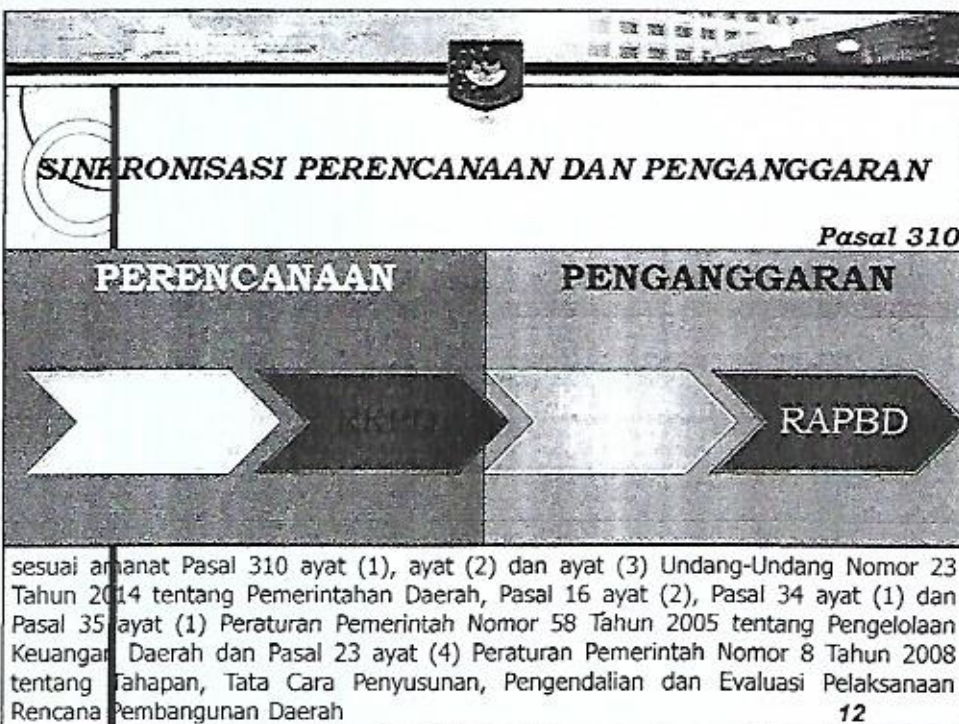 SINKRONISASI PERENCANAAN DAN PENGANGGARAN
Pasal 310
PERENCANAAN
PENGANGGARAN
RKPD
RAPBD
sesuai amanat Pasal 310 ayat (1), ayat (2) dan ayat (3) Undang-Undang Nomor 23
Tahun 2014 tentang Pemerintahan Daerah, Pasal 16 ayat (2), Pasal 34 ayat (1) dan
Pasal 35 ayat (1) Peraturan Pemerintah Nomor 58 Tahun 2005 tentang Pengelolaan
Keuangan Daerah dan Pasal 23 ayat (4) Peraturan Pemerintah Nomor 8 Tahun 2008
tentang Tahapan, Tata Cara Penyusunan, Pengendalian dan Evaluasi Pelaksanaan
Rencana Pembangunan Daerah
12